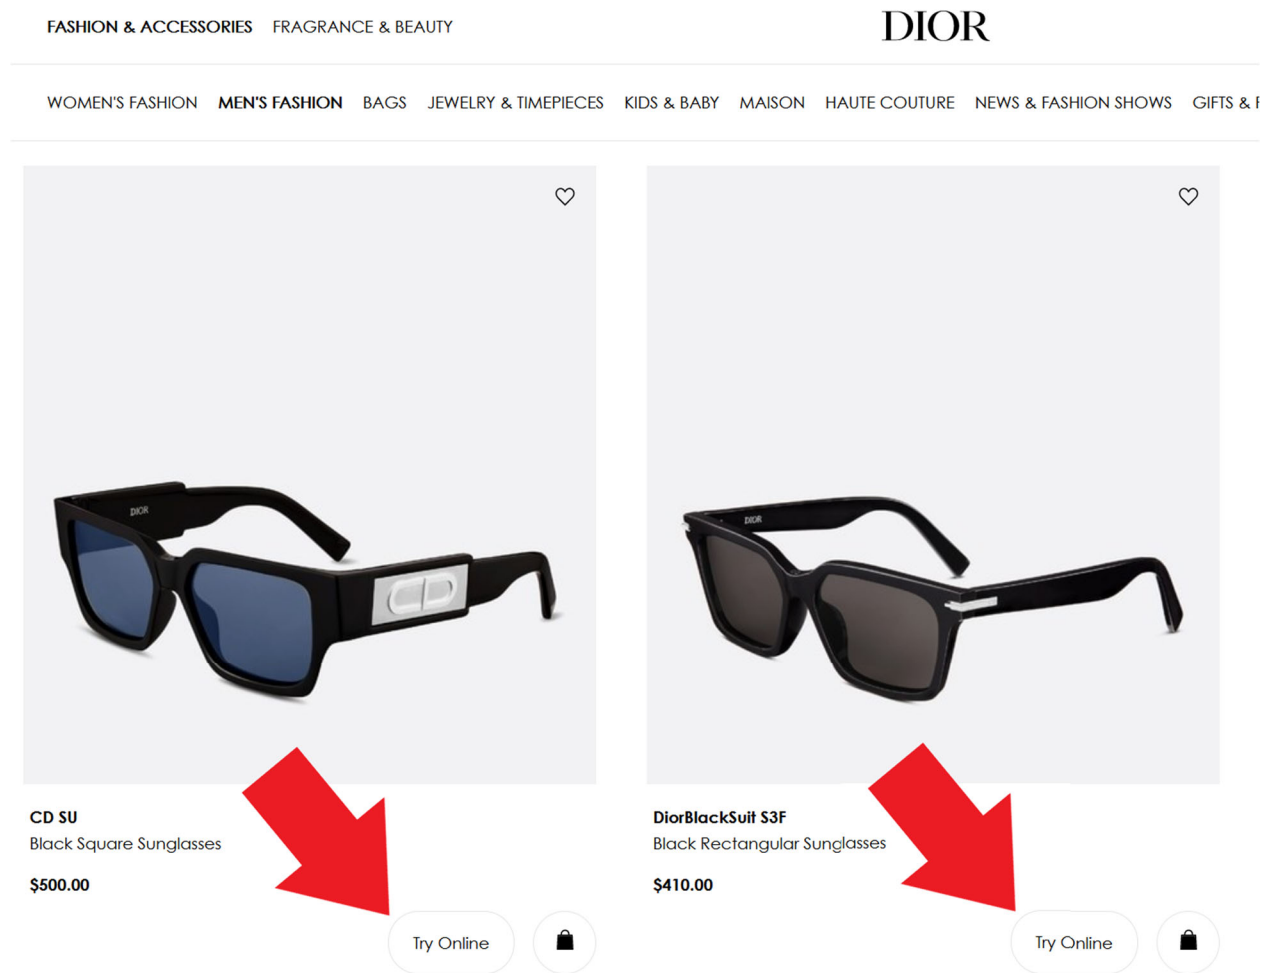 FASHION & ACCESSORIES FRAGRANCE & BEAUTY
DIOR
WOMEN'S FASHION MEN'S FASHION BAGS JEWELRY & TIMEPIECES KIDS & BABY MAISON HAUTE COUTURE NEWS & FASHION SHOWS GIFTS &
DIOR
DIOR
CD
CD SU
Black Square Sunglasses
$500.00
Try Online
DiorBlackSuit S3F
Black Rectangular Sunglasses
$410.00
Try Online